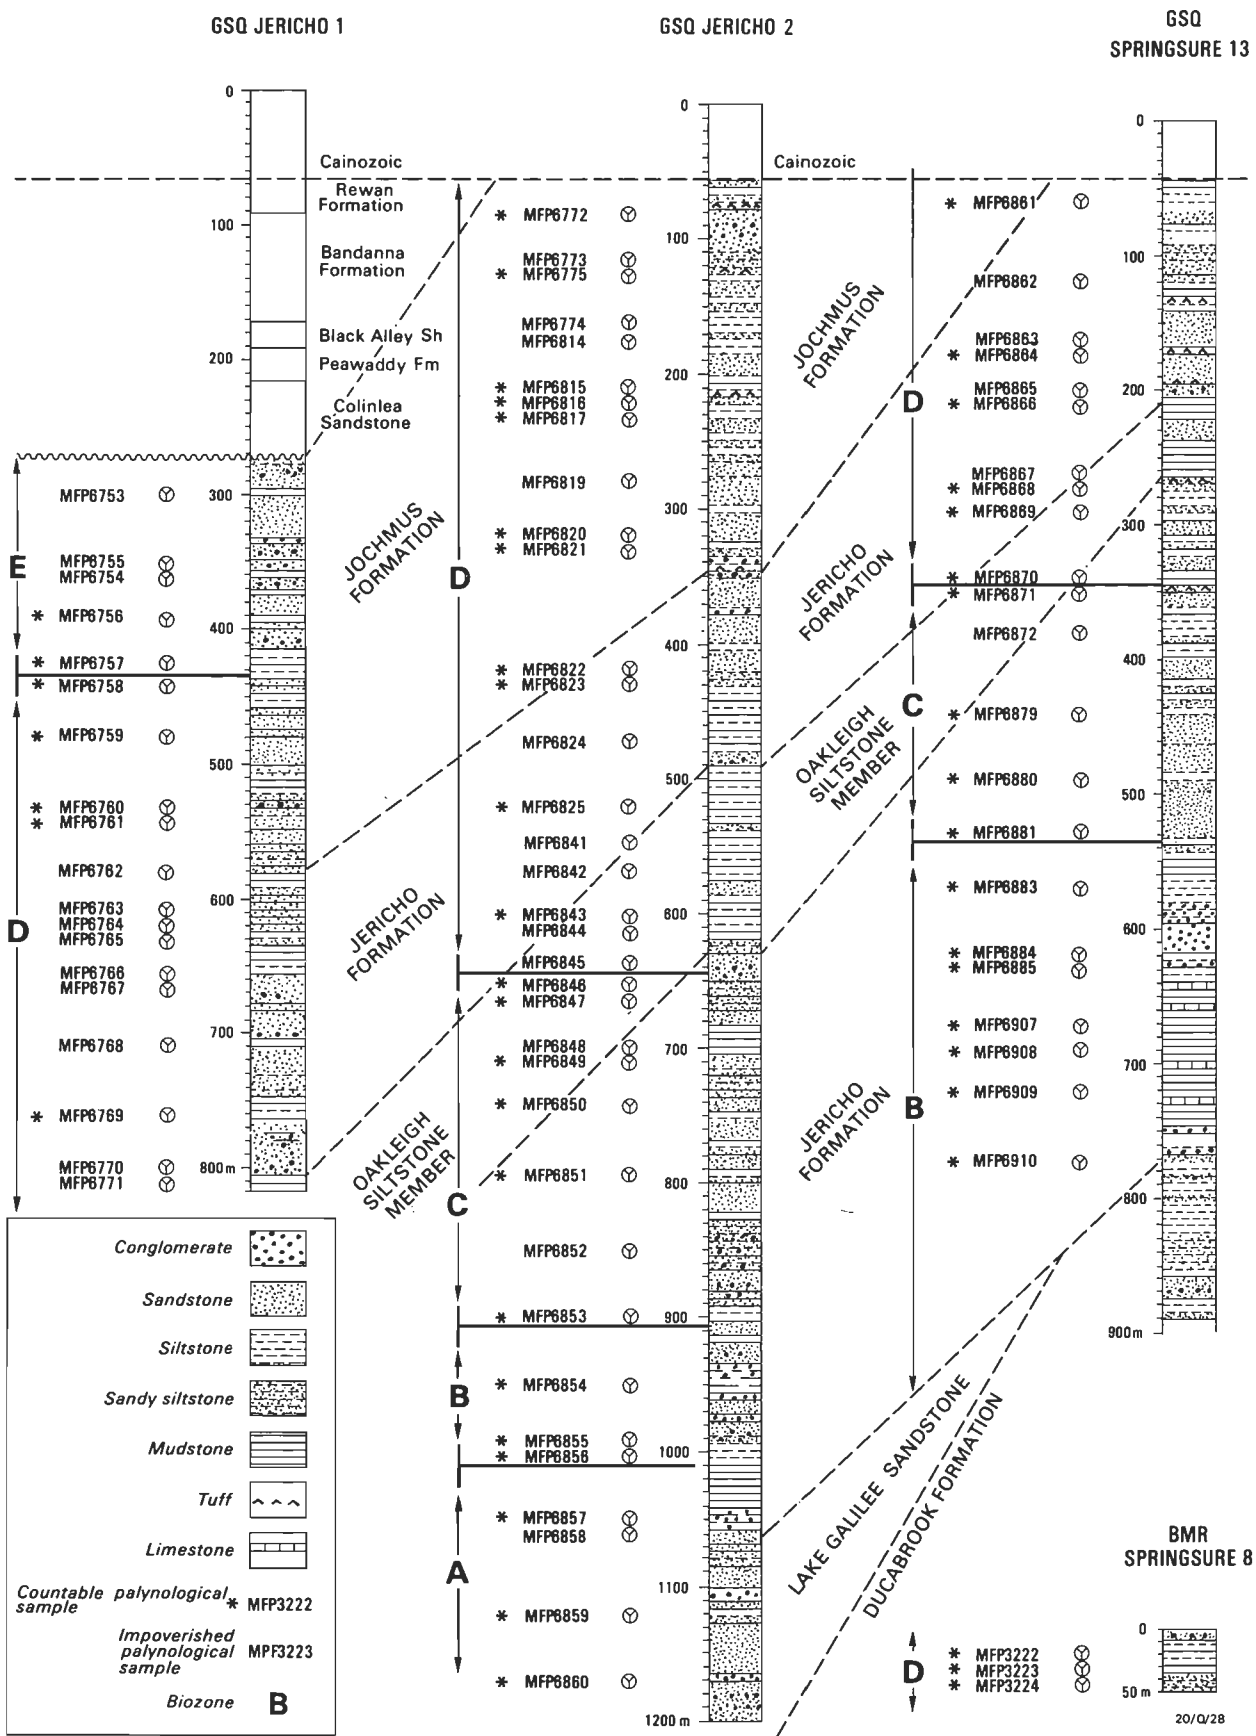 GSQ JERICHO 1
0
Cainozoic
Rewan
Formation
100
Bandanna
Formation
Black Alley Sh
200
Peawaddy Fm
Colinlea
Sandstone
MFP6753
300
E
MFP6755
MFP6754
* MFP6756
400
* MFP6757
* MFP6758
* MFP6759
500
* MFP6760
* MFP6761
MFP6762
MFP6763
600
D
MFP6764
MFP6765
MFP6766
MFP6767
700
MFP6768
* MFP6769
MFP6770
800m
MFP6771
JOCHMUS
FORMATION
JERICHO
FORMATION
OAKLEIGH
SILTSTONE
MEMBER
GSQ JERICHO 2
0
Cainozoic
* MFP6772
100
MFP6773
* MFP6775
MFP6774
MFP6814
200
* MFP6815
* MFP6816
* MFP6817
MFP6819
300
* MFP6820
* MFP6821
D
400
* MFP6822
* MFP6823
MFP6824
500
* MFP6825
MFP6841
MFP6842
600
* MFP6843
MFP6844
MFP6845
* MFP6846
* MFP6847
700
MFP6848
* MFP6849
* MFP6850
* MFP6851
800
C
MFP6852
900
* MFP6853
* MFP6854
B
* MFP6855
1000
* MFP6856
* MFP6857
MFP6858
A
1100
* MFP6859
* MFP6860
1200 m
JOCHMUS
FORMATION
JERICHO
FORMATION
OAKLEIGH
SILTSTONE
MEMBER
JERICHO
FORMATION
LAKE GALILEE SANDSTONE
DUCABROOK FORMATION
GSQ
SPRINGSURE 13
0
* MFP6861
100
MFP6862
MFP6863
* MFP6864
200
MFP6865
* MFP6866
D
MFP6867
* MFP6868
* MFP6869
300
* MFP6870
* MFP6871
MFP6872
400
C
* MFP6879
* MFP6880
500
* MFP6881
* MFP6883
600
* MFP6884
* MFP6885
* MFP6907
* MFP6908
700
* MFP6909
B
* MFP6910
800
900m
BMR
SPRINGSURE 8
0
* MFP3222
* MFP3223
* MFP3224
D
50 m
20/Q/28
Conglomerate
Sandstone
Siltstone
Sandy siltstone
Mudstone
Tuff
Limestone
Countable palynological
sample
* MFP3222
Impoverished
palynological
sample
MPF3223
Biozone
B